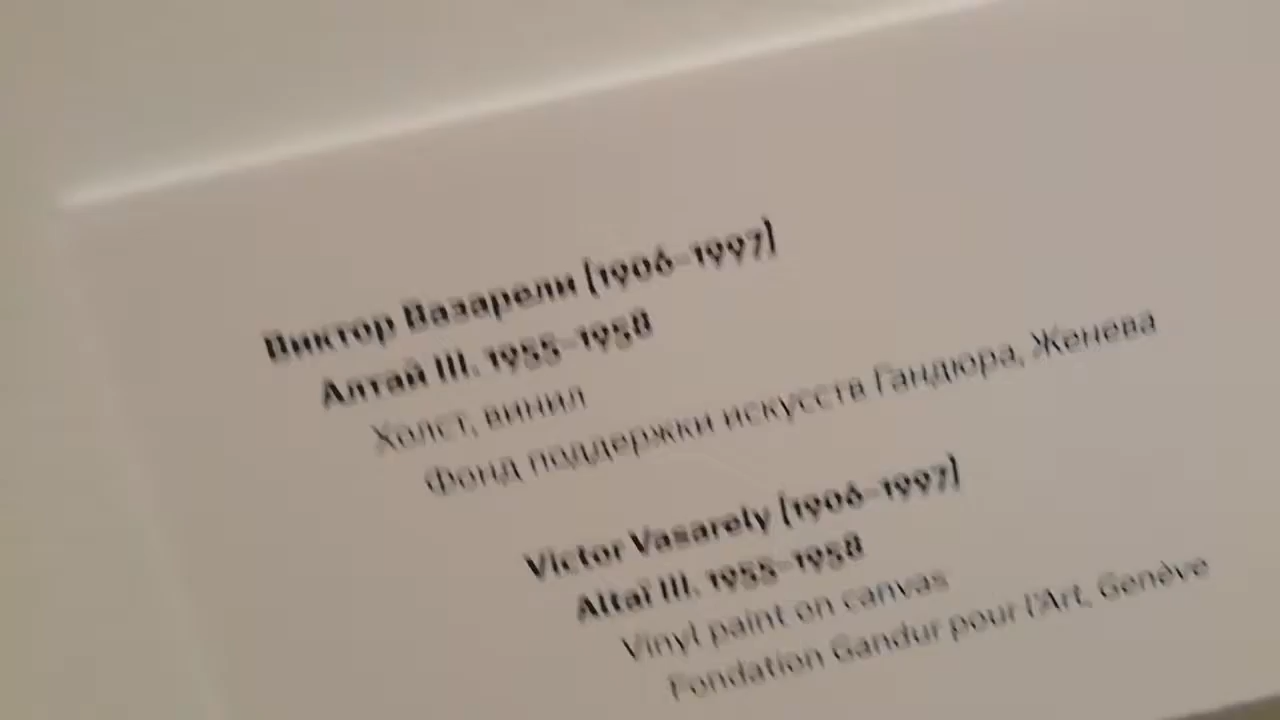 Виктор Вазарели (1906–1997)
Алтай III. 1955–1958
Холст, винил
Фонд поддержки искусств Гандюра, Женева
Victor Vasarely (1906–1997)
Altaï III. 1955–1958
Vinyl paint on canvas
Fondation Gandur pour l'Art, Genève